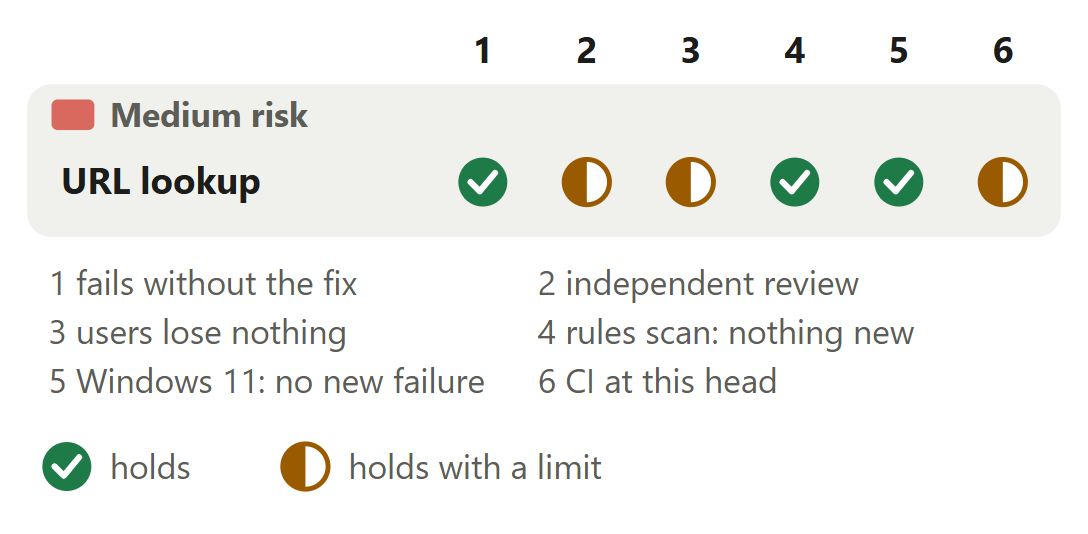 1 2 3 4 5 6
Medium risk
URL lookup
1 fails without the fix
2 independent review
3 users lose nothing
4 rules scan: nothing new
5 Windows 11: no new failure
6 CI at this head
holds
holds with a limit